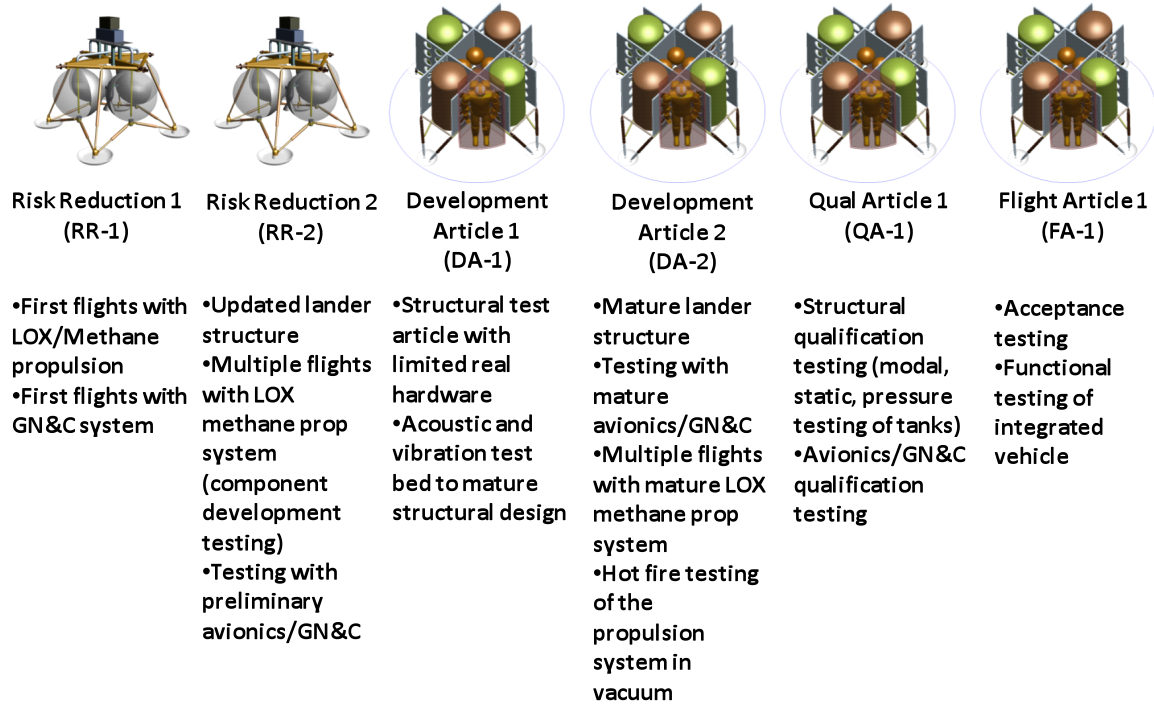 Risk Reduction 1
(RR-1)
Risk Reduction 2
(RR-2)
Development
Article 1
(DA-1)
Development
Article 2
(DA-2)
Qual Article 1
(QA-1)
Flight Article 1
(FA-1)
•First flights with
LOX/Methane
propulsion
•First flights with
GN&C system
•Updated lander
structure
•Multiple flights
with LOX
methane prop
system
(component
development
testing)
•Testing with
preliminary
avionics/GN&C
•Structural test
article with
limited real
hardware
•Acoustic and
vibration test
bed to mature
structural design
•Mature lander
structure
•Testing with
mature
avionics/GN&C
•Multiple flights
with mature LOX
methane prop
system
•Hot fire testing
of the
propulsion
system in
vacuum
•Structural
qualification
testing (modal,
static, pressure
testing of tanks)
•Avionics/GN&C
qualification
testing
•Acceptance
testing
•Functional
testing of
integrated
vehicle